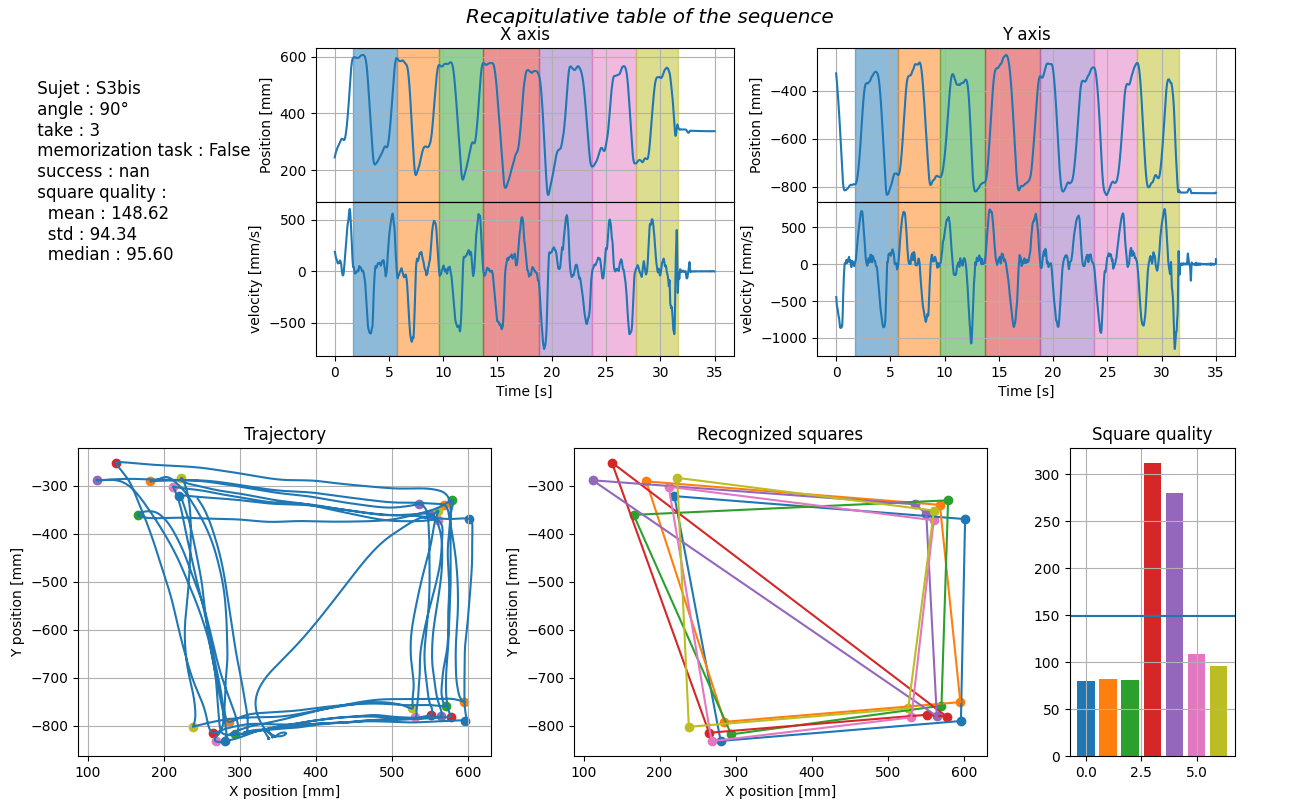 Recapitulative table of the sequence
Sujet : S3bis
angle : 90°
take : 3
memorization task : False
success : nan
square quality :
mean : 148.62
std : 94.34
median : 95.60
X axis
Position [mm]
600
400
200
velocity [mm/s]
500
0
−500
0 5 10 15 20 25 30 35
Time [s]
Y axis
Position [mm]
−400
−600
−800
velocity [mm/s]
500
0
−500
−1000
0 5 10 15 20 25 30 35
Time [s]
Trajectory
Y position [mm]
−300
−400
−500
−600
−700
−800
100 200 300 400 500 600
X position [mm]
Recognized squares
Y position [mm]
−300
−400
−500
−600
−700
−800
100 200 300 400 500 600
X position [mm]
Square quality
300
250
200
150
100
50
0
0.0 2.5 5.0